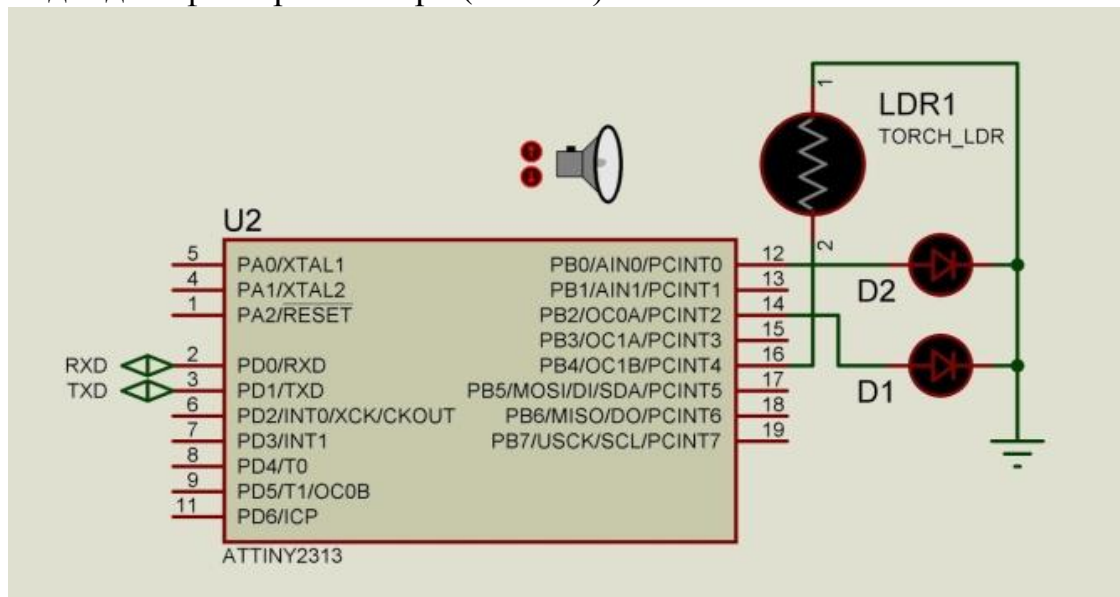 LDR1
TORCH_LDR
1
2
U2
5 PA0/XTAL1
4 PA1/XTAL2
1 PA2/RESET
RXD 2 PD0/RXD
TXD 3 PD1/TXD
6 PD2/INT0/XCK/CKOUT
7 PD3/INT1
8 PD4/T0
9 PD5/T1/OC0B
11 PD6/ICP
PB0/AIN0/PCINT0 12
PB1/AIN1/PCINT1 13
PB2/OC0A/PCINT2 14
PB3/OC1A/PCINT3 15
PB4/OC1B/PCINT4 16
PB5/MOSI/DI/SDA/PCINT5 17
PB6/MISO/DO/PCINT6 18
PB7/USCK/SCL/PCINT7 19
D2
D1
ATTINY2313